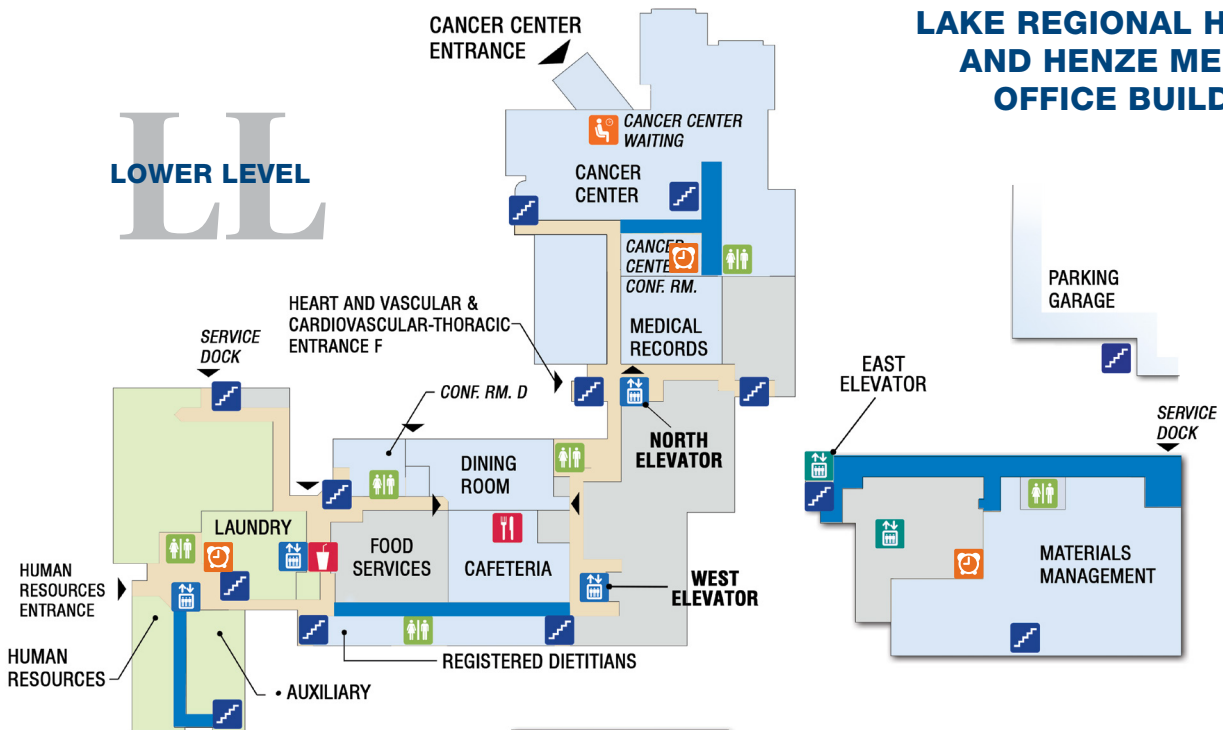 CANCER CENTER
ENTRANCE
LAKE REGIONAL H
AND HENZE ME
OFFICE BUILD
LL
LOWER LEVEL
CANCER CENTER
WAITING
CANCER
CENTER
CANCER
CENTE
CONF. RM.
MEDICAL
RECORDS
HEART AND VASCULAR &
CARDIOVASCULAR-THORACIC
ENTRANCE F
SERVICE
DOCK
CONF. RM. D
NORTH
ELEVATOR
DINING
ROOM
PARKING
GARAGE
EAST
ELEVATOR
SERVICE
DOCK
LAUNDRY
FOOD
SERVICES
CAFETERIA
WEST
ELEVATOR
MATERIALS
MANAGEMENT
HUMAN
RESOURCES
ENTRANCE
HUMAN
RESOURCES
REGISTERED DIETITIANS
• AUXILIARY